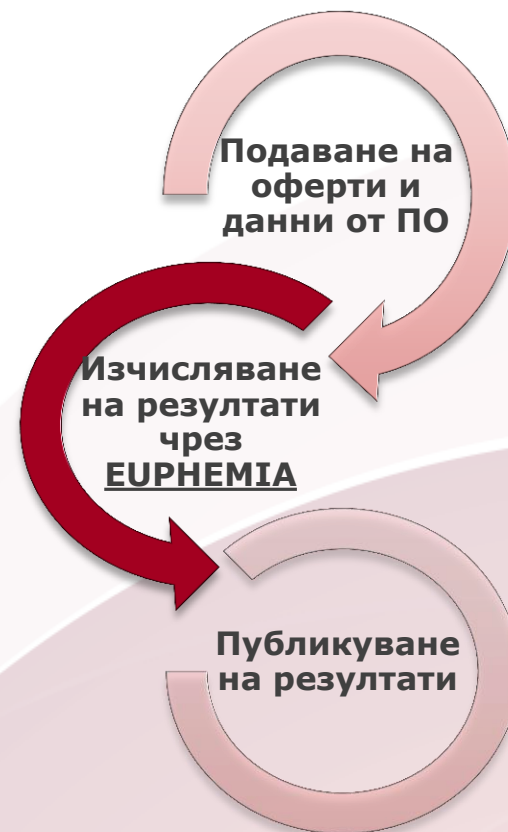 Подаване на
оферти и
данни от ПО
Изчисляване
на резултати
чрез
EUPHEMIA
Публикуване
на резултати